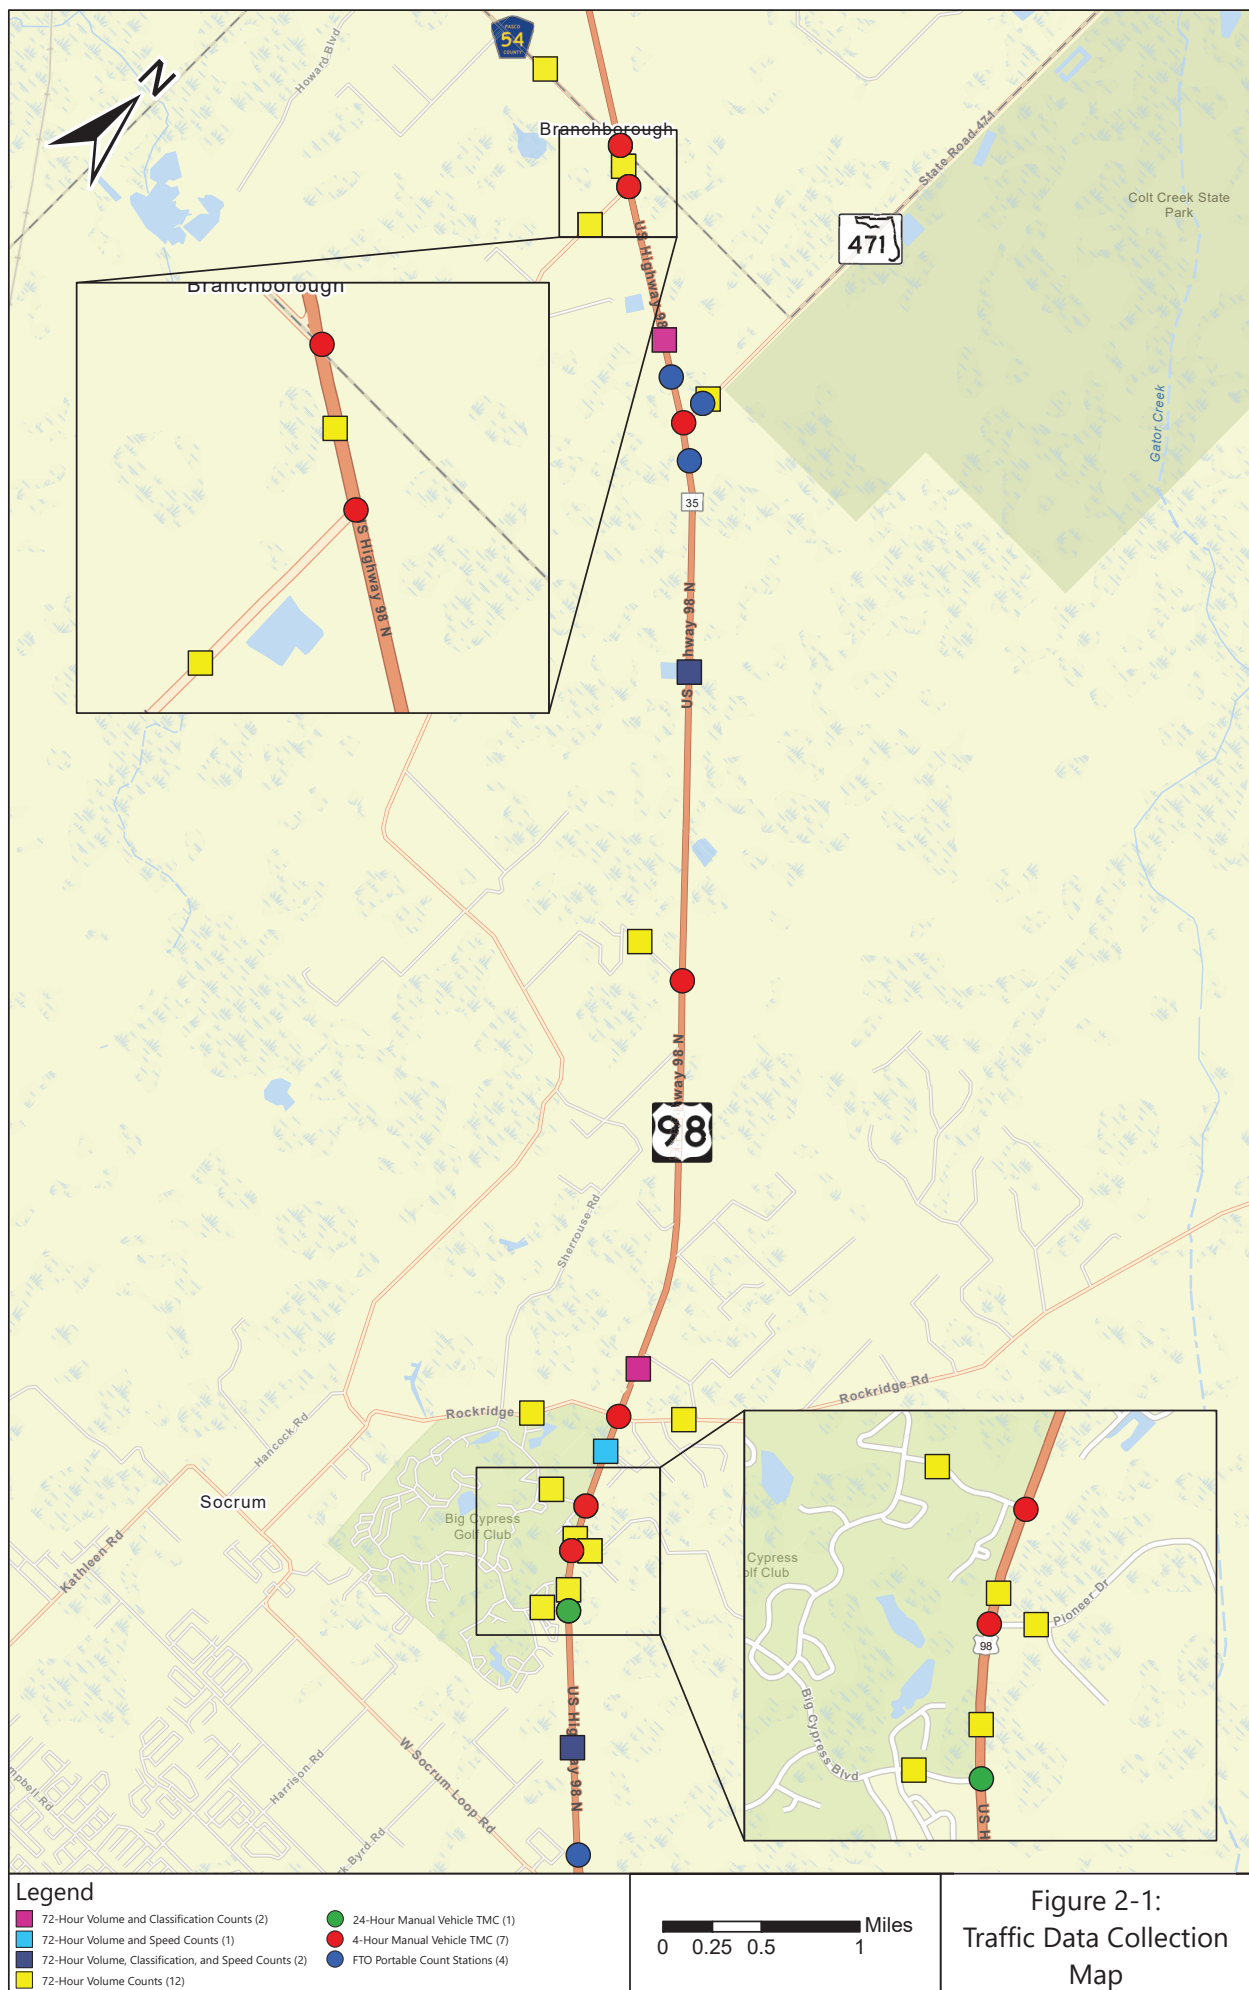 PASCO
54
COUNTY
N
Howard Blvd
Branchborough
State Road 471
Colt Creek State
Park
471
US Highway 98
Branchborough
US Highway 98 N
Gator Creek
35
98 N
US
Highway 98 N
98
Sherrouse Rd
Rockridge Rd
Rockridge
Hancock Rd
Socrum
Big Cypress
Golf Club
Kathleen Rd
Cypress
Golf Club
Pioneer Dr
98
Big Cypress Blvd
US H
US Highway 98 N
W Socrum Loop Rd
Harrison Rd
Byrd Rd
Legend
72-Hour Volume and Classification Counts (2)
72-Hour Volume and Speed Counts (1)
72-Hour Volume, Classification, and Speed Counts (2)
72-Hour Volume Counts (12)
24-Hour Manual Vehicle TMC (1)
4-Hour Manual Vehicle TMC (7)
FTO Portable Count Stations (4)
Miles
0 0.25 0.5 1
Figure 2-1:
Traffic Data Collection
Map